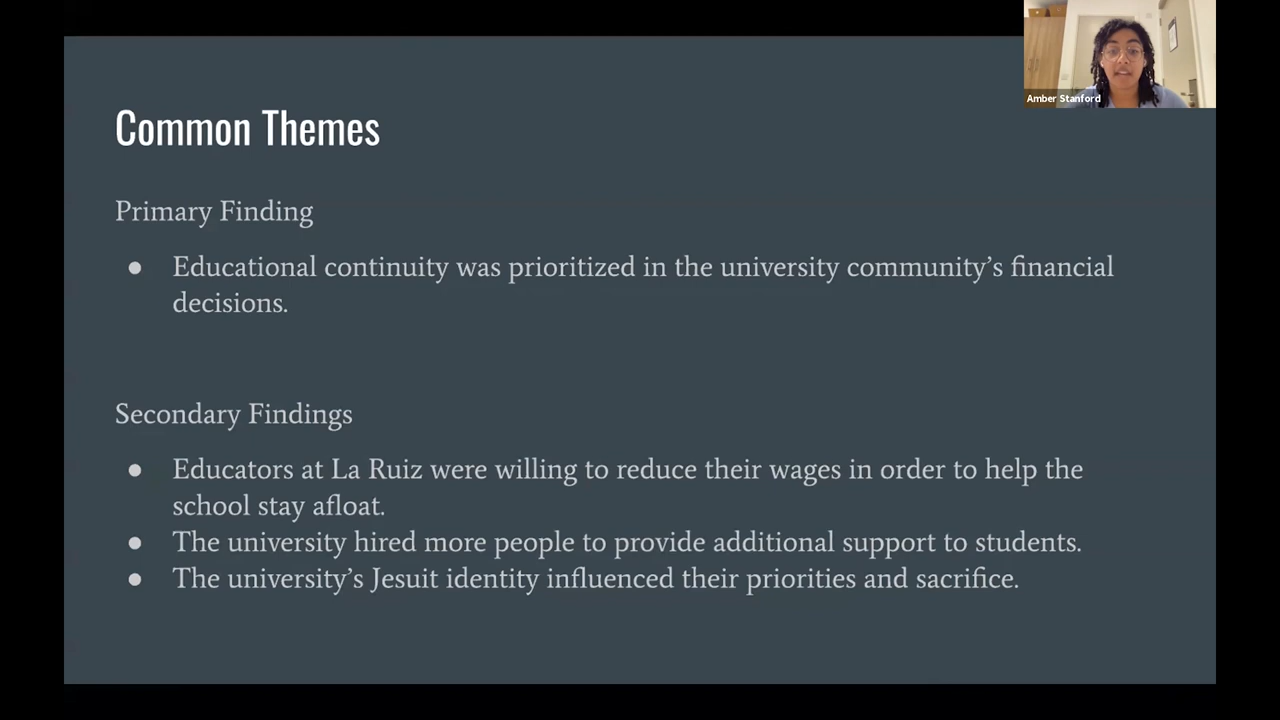 Amber Stanford
Common Themes
Primary Finding
● Educational continuity was prioritized in the university community’s financial
decisions.
Secondary Findings
● Educators at La Ruiz were willing to reduce their wages in order to help the
school stay afloat.
● The university hired more people to provide additional support to students.
● The university’s Jesuit identity influenced their priorities and sacrifice.